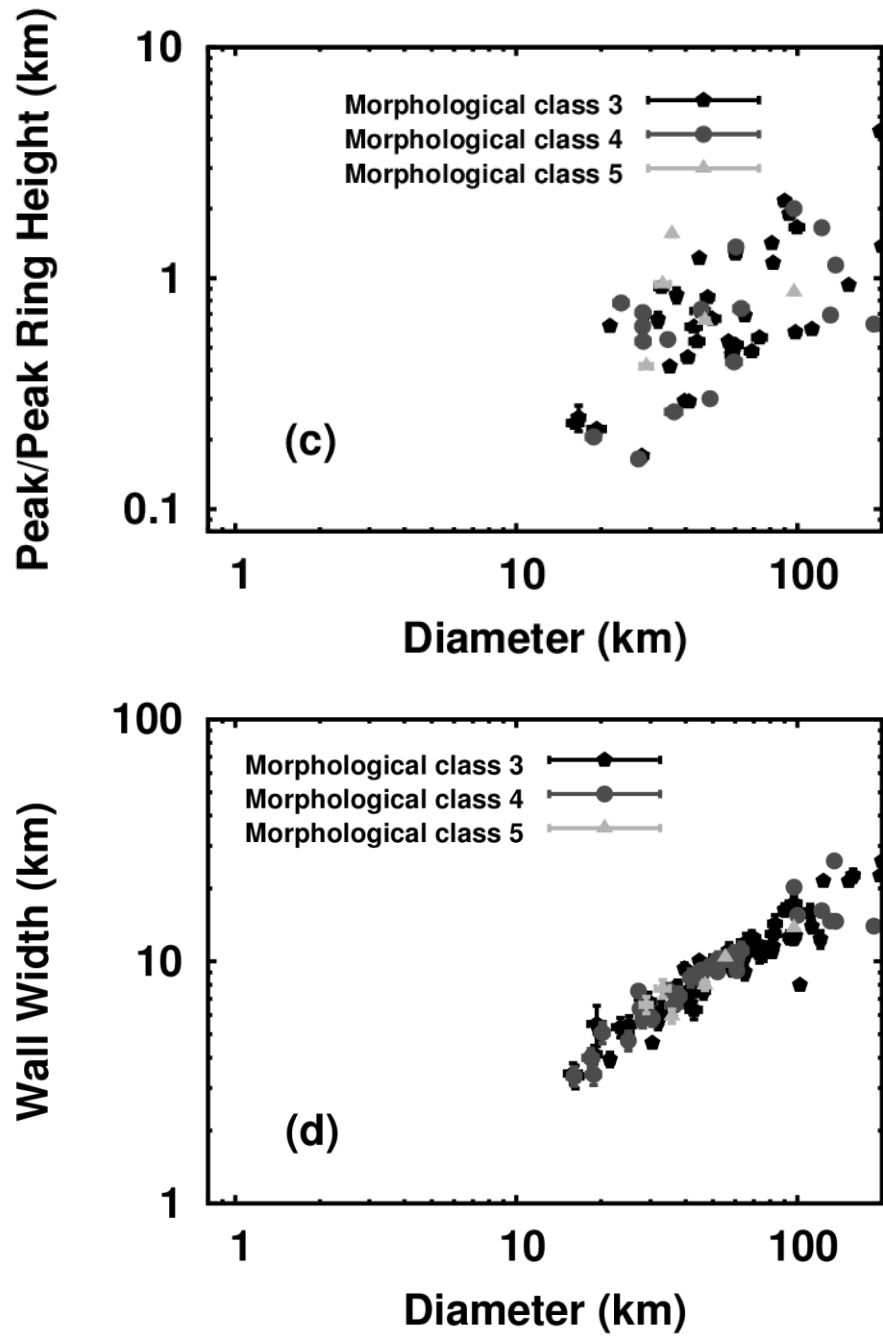 Peak/Peak Ring Height (km)
10
1
0.1
Morphological class 3
Morphological class 4
Morphological class 5
(c)
1 10 100
Diameter (km)
Wall Width (km)
100
10
1
Morphological class 3
Morphological class 4
Morphological class 5
(d)
1 10 100
Diameter (km)